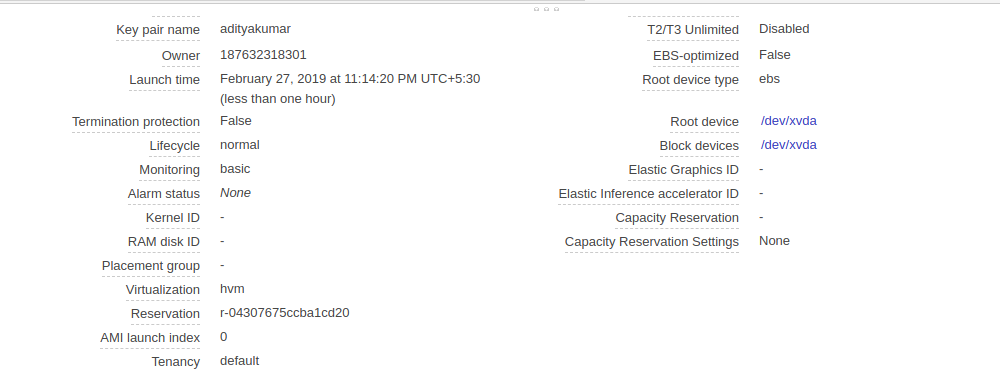 Key pair name adityakumar
Owner 187632318301
Launch time February 27, 2019 at 11:14:20 PM UTC+5:30
(less than one hour)
Termination protection False
Lifecycle normal
Monitoring basic
Alarm status None
Kernel ID -
RAM disk ID -
Placement group -
Virtualization hvm
Reservation r-04307675ccba1cd20
AMI launch index 0
Tenancy default
T2/T3 Unlimited Disabled
EBS-optimized False
Root device type ebs
Root device /dev/xvda
Block devices /dev/xvda
Elastic Graphics ID -
Elastic Inference accelerator ID -
Capacity Reservation -
Capacity Reservation Settings None